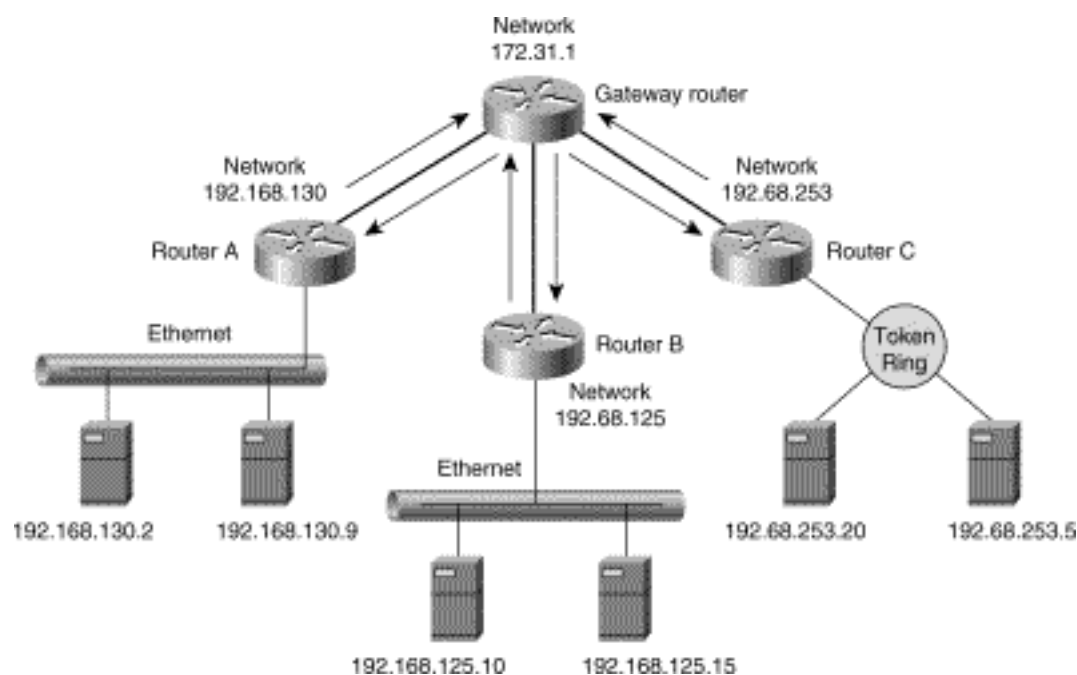 Network
172.31.1
Gateway router
Network
192.168.130
Network
192.68.253
Router A
Router C
Ethernet
Router B
Token
Ring
Network
192.68.125
Ethernet
192.168.130.2
192.168.130.9
192.68.253.20
192.68.253.5
192.168.125.10
192.168.125.15